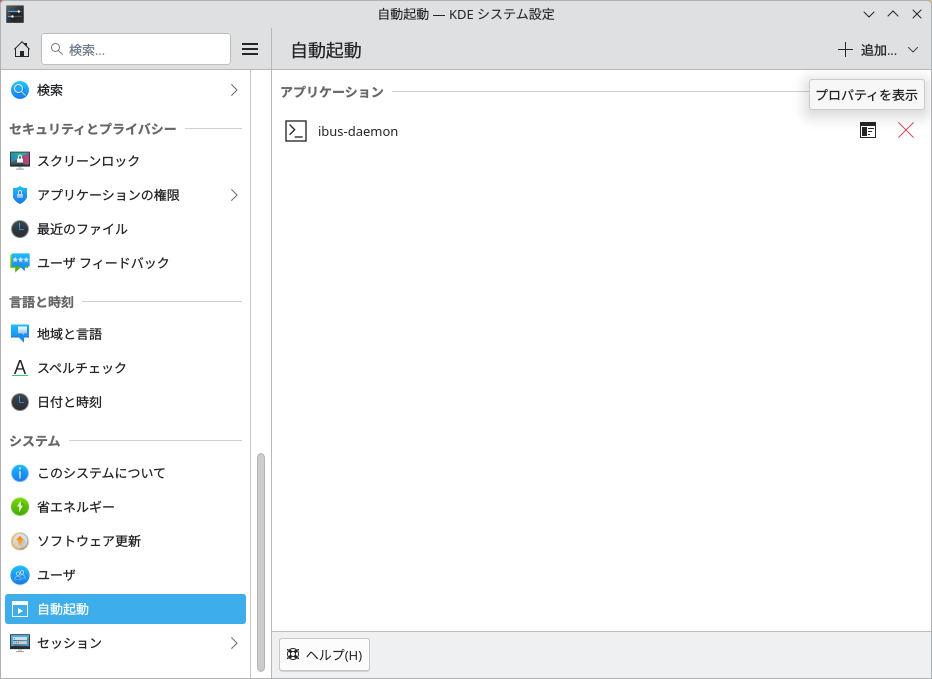 自動起動 — KDE システム設定
検索...
自動起動
追加...
検索
セキュリティとプライバシー
スクリーンロック
アプリケーションの権限
最近のファイル
ユーザ フィードバック
言語と時刻
地域と言語
スペルチェック
日付と時刻
システム
このシステムについて
省エネルギー
ソフトウェア更新
ユーザ
自動起動
セッション
アプリケーション
プロパティを表示
ibus-daemon
ヘルプ(H)